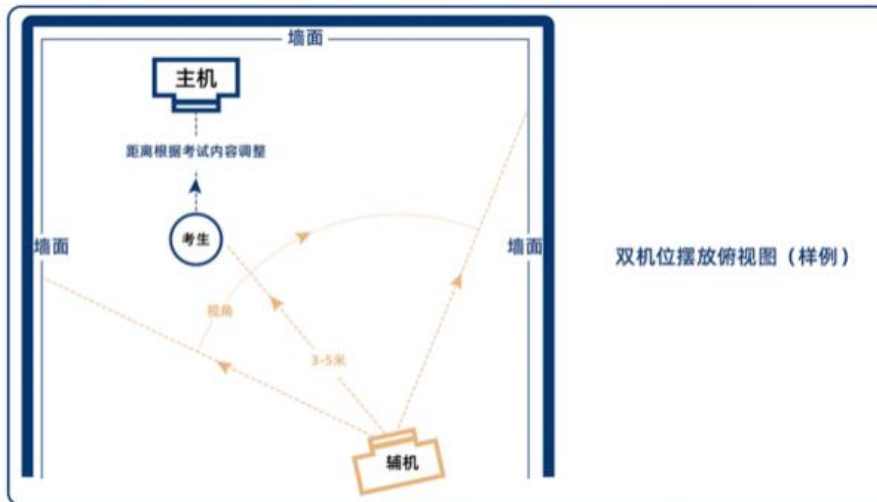 墙面
主机
距离根据考试内容调整
考生
墙面
墙面
双机位摆放俯视图（样例）
视角
3-5米
辅机